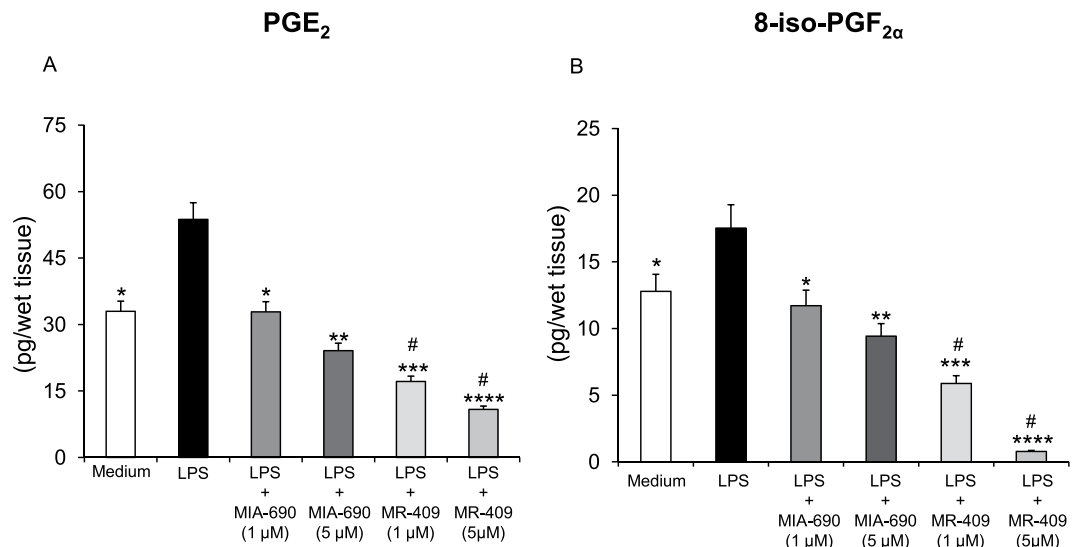 PGE2
8-iso-PGF2α
A
B
(pg/wet tissue)
75
60
45
30
15
0
*
*
**
#
***
#
****
Medium
LPS
LPS
+
MIA-690
(1 µM)
LPS
+
MIA-690
(5 µM)
LPS
+
MR-409
(1 µM)
LPS
+
MR-409
(5µM)
(pg/wet tissue)
25
20
15
10
5
0
*
*
**
#
***
#
****
Medium
LPS
LPS
+
MIA-690
(1 µM)
LPS
+
MIA-690
(5 µM)
LPS
+
MR-409
(1 µM)
LPS
+
MR-409
(5µM)